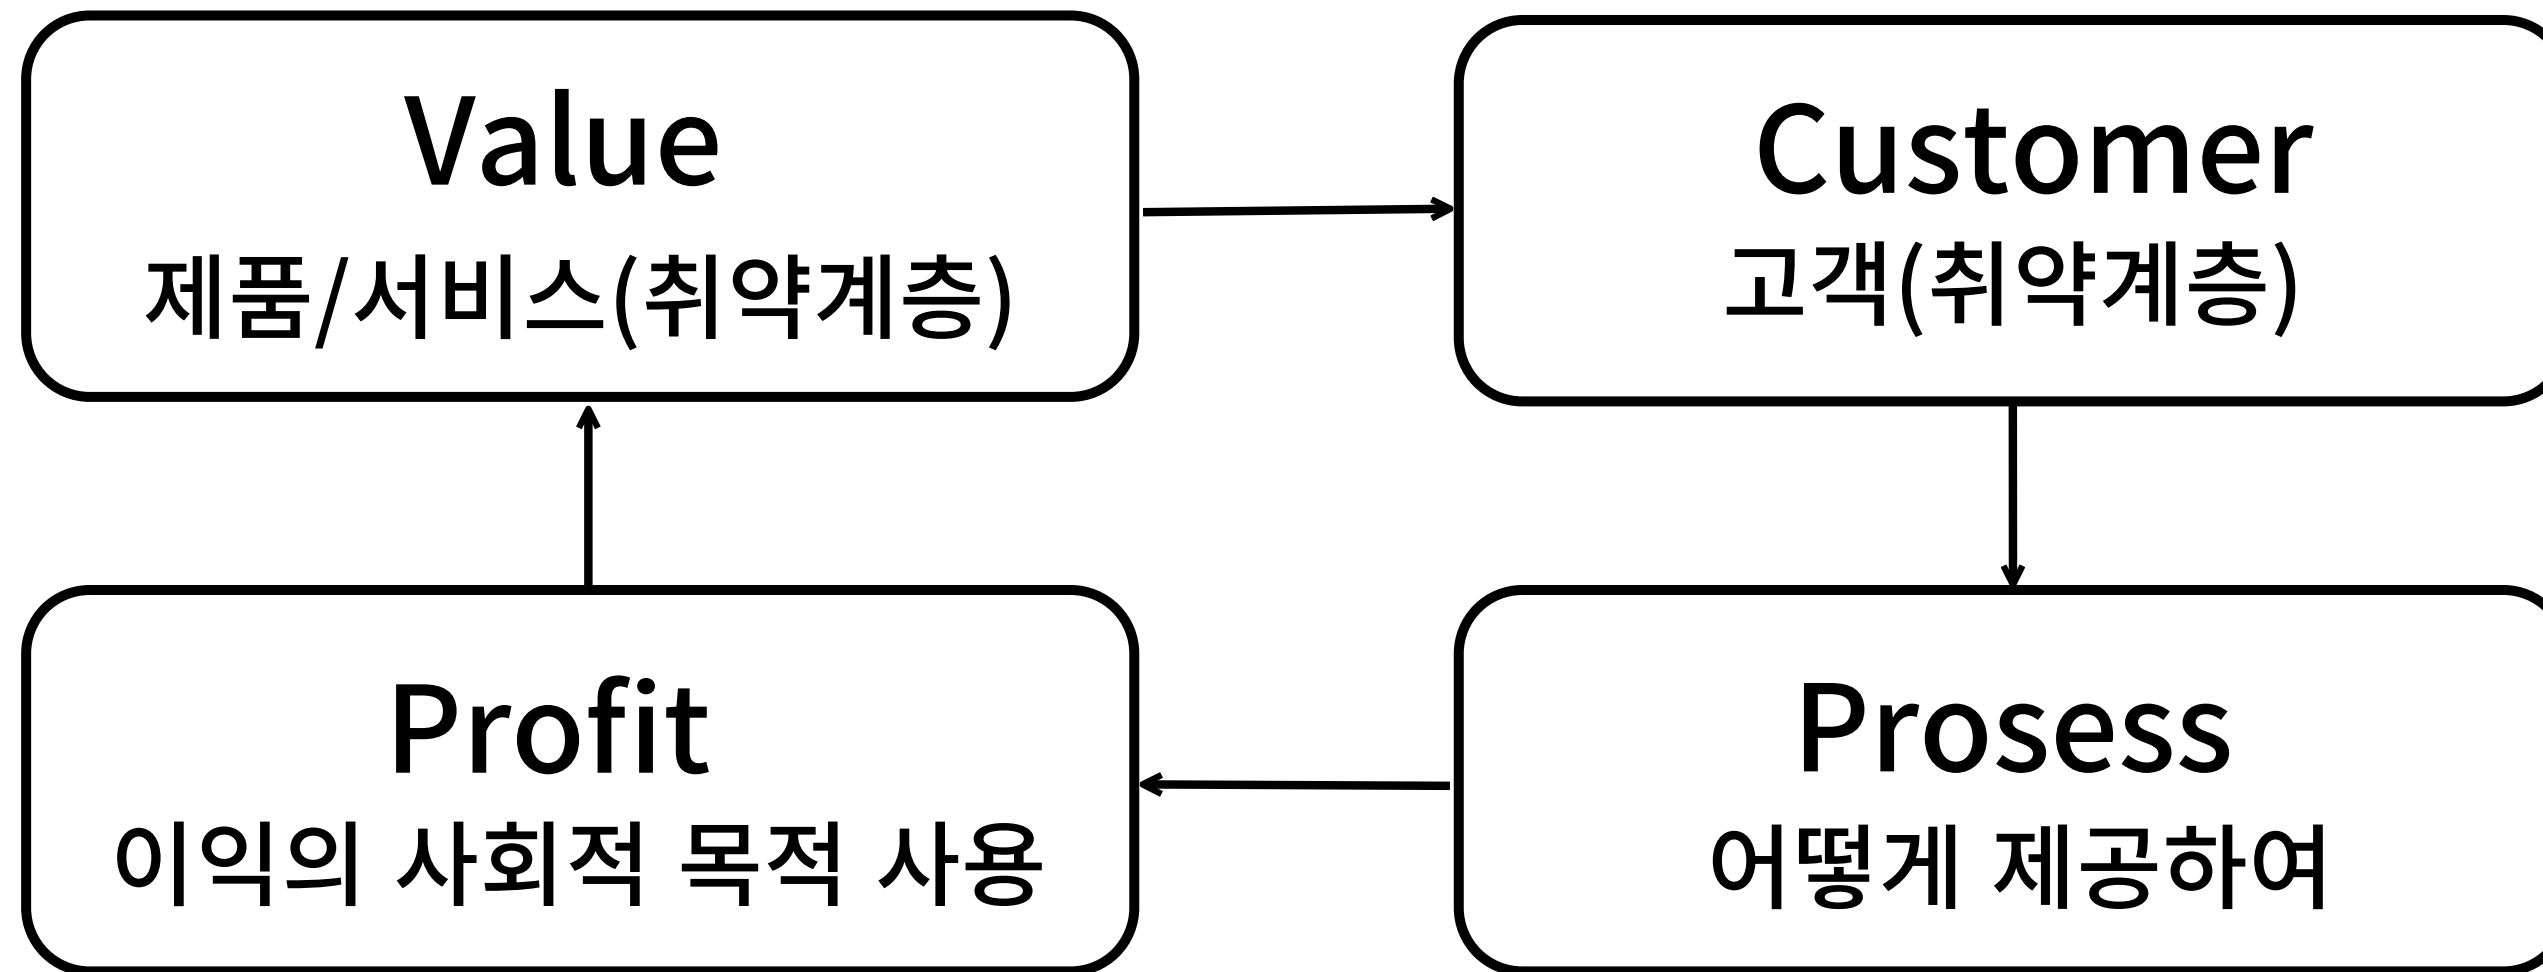 Value
제품/서비스(취약계층)
Customer
고객(취약계층)
Profit
이익의 사회적 목적 사용
Prosess
어떻게 제공하여